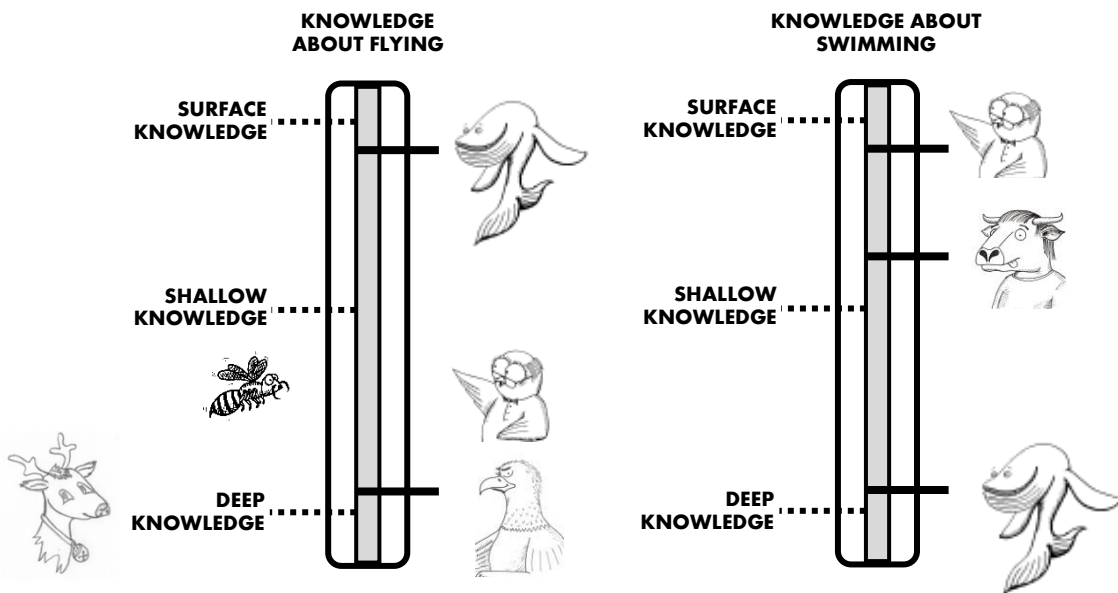 KNOWLEDGE
ABOUT FLYING
SURFACE
KNOWLEDGE
SHALLOW
KNOWLEDGE
DEEP
KNOWLEDGE
KNOWLEDGE ABOUT
SWIMMING
SURFACE
KNOWLEDGE
SHALLOW
KNOWLEDGE
DEEP
KNOWLEDGE